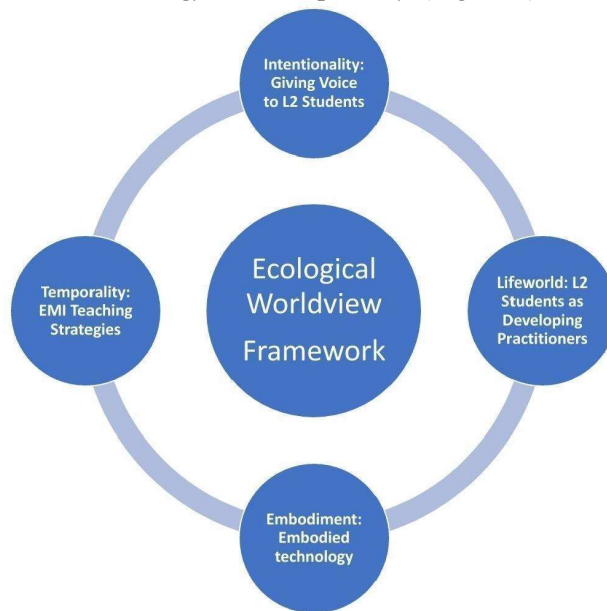 Intentionality:
Giving Voice
to L2 Students
Ecological
Worldview
Framework
Temporality:
EMI Teaching
Strategies
Lifeworld: L2
Students as
Developing
Practitioners
Embodiment:
Embodied
technology